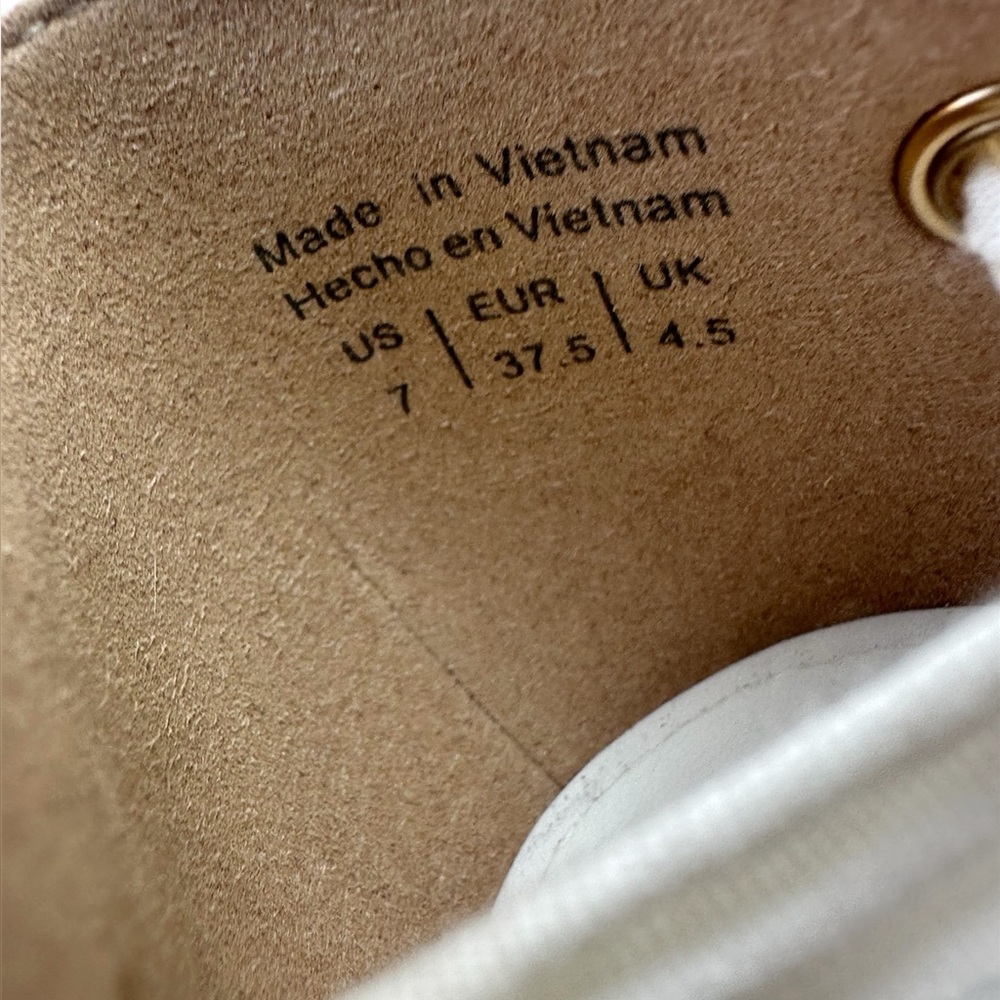 Made in Vietnam
Hecho en Vietnam
US | EUR | UK
7 | 37.5 | 4.5